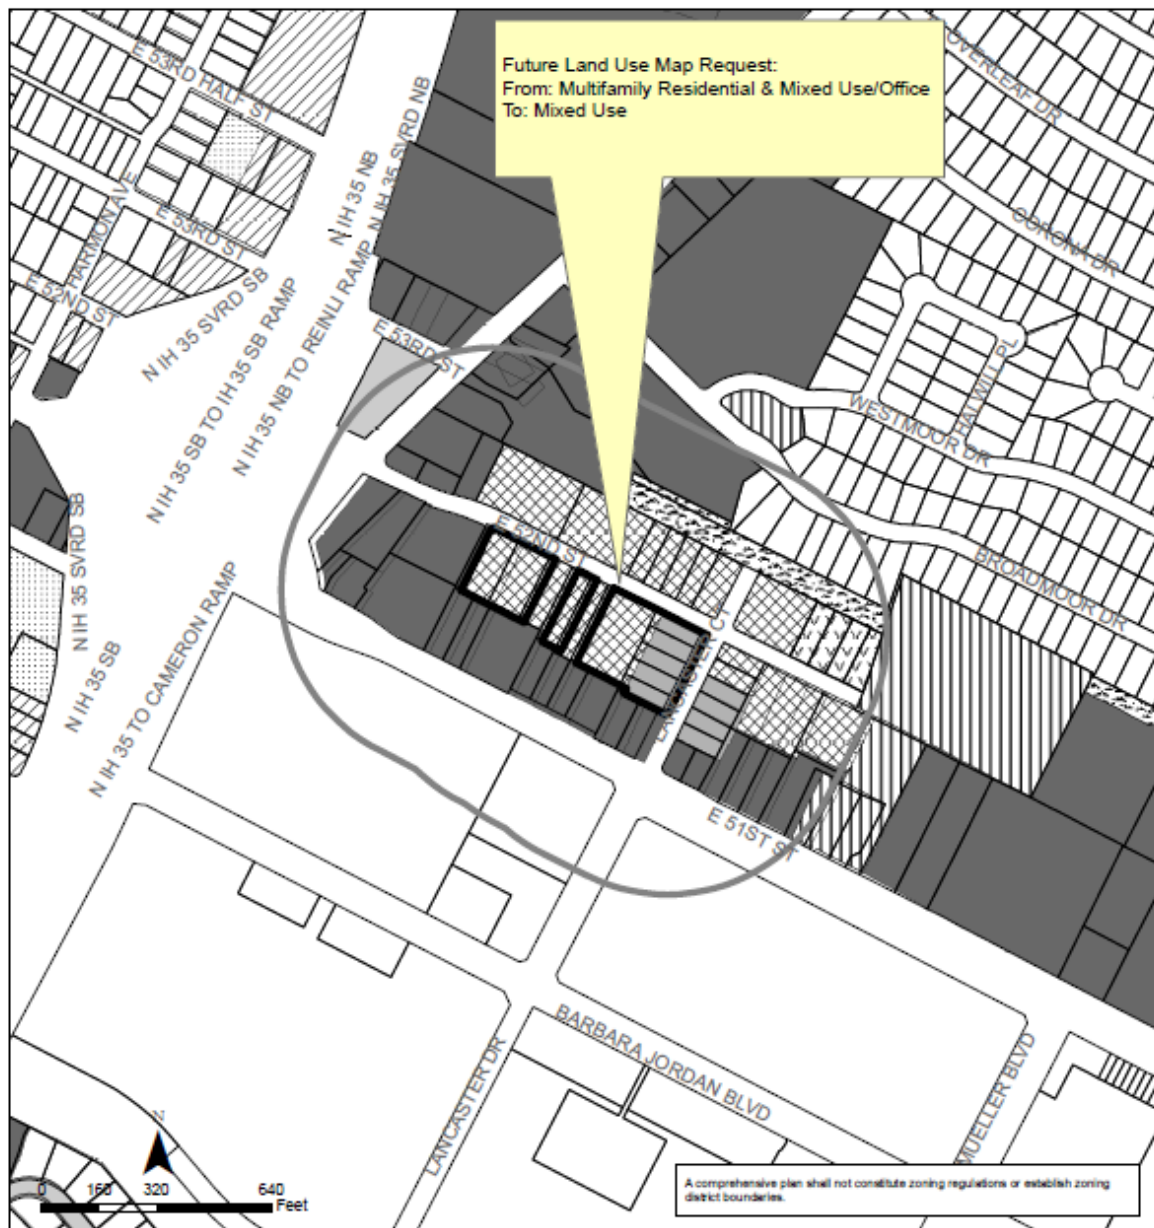 Future Land Use Map Request:
From: Multifamily Residential & Mixed Use/Office
To: Mixed Use
OVERLEAF DR
E 53RD HALF ST
N IH 35 SVRD NB
N IH 35 NB
CORONA DR
HARMON AVE
E 53RD ST
E 52ND ST
N IH 35 SVRD SB
N IH 35 SB TO IH 35 SB RAMP
N IH 35 NB TO REINLI RAMP
E 53RD ST
HALWILL PL
WESTMOOR DR
N IH 35 SVRD SB
E 52ND ST
BROADMOOR DR
LANCASTER CT
N IH 35 SB
N IH 35 TO CAMERON RAMP
E 51ST ST
BARBARA JORDAN BLVD
LANCASTER DR
MUELLER BLVD
N
0 160 320 640
Feet
A comprehensive plan shall not constitute zoning regulations or establish zoning
district boundaries.